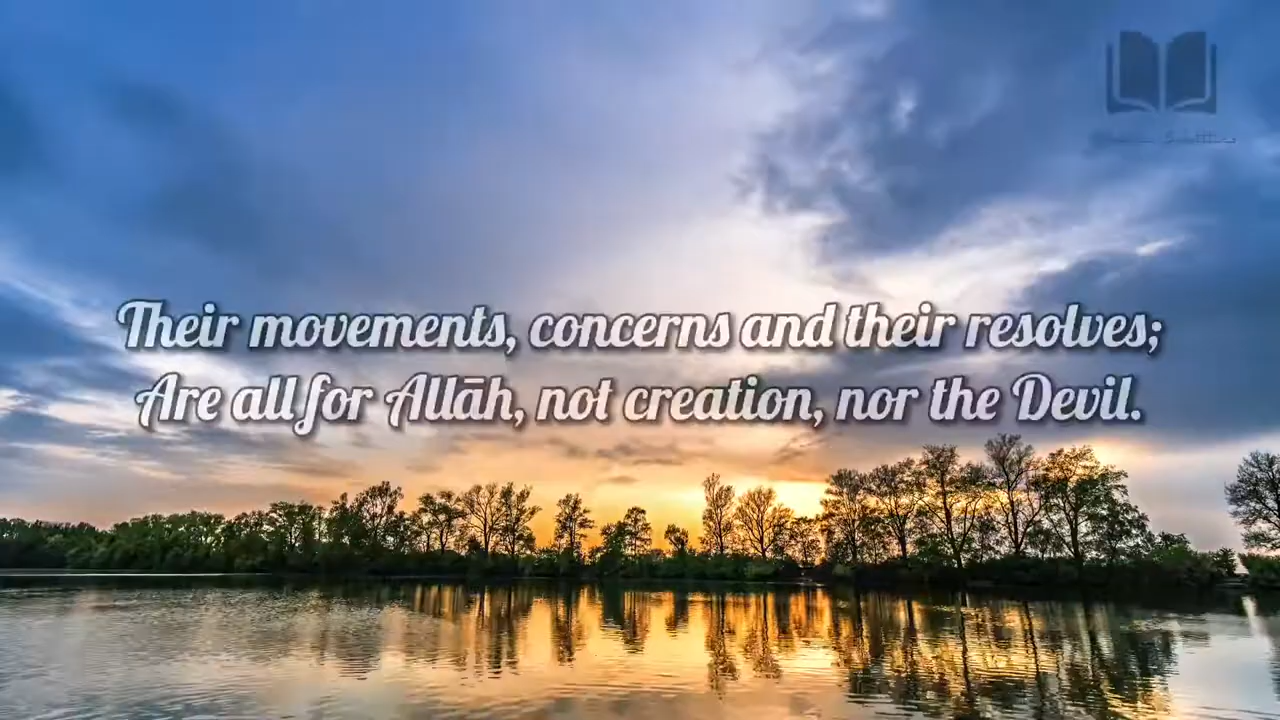 Their movements, concerns and their resolves;
Are all for Allāh, not creation, nor the Devil.